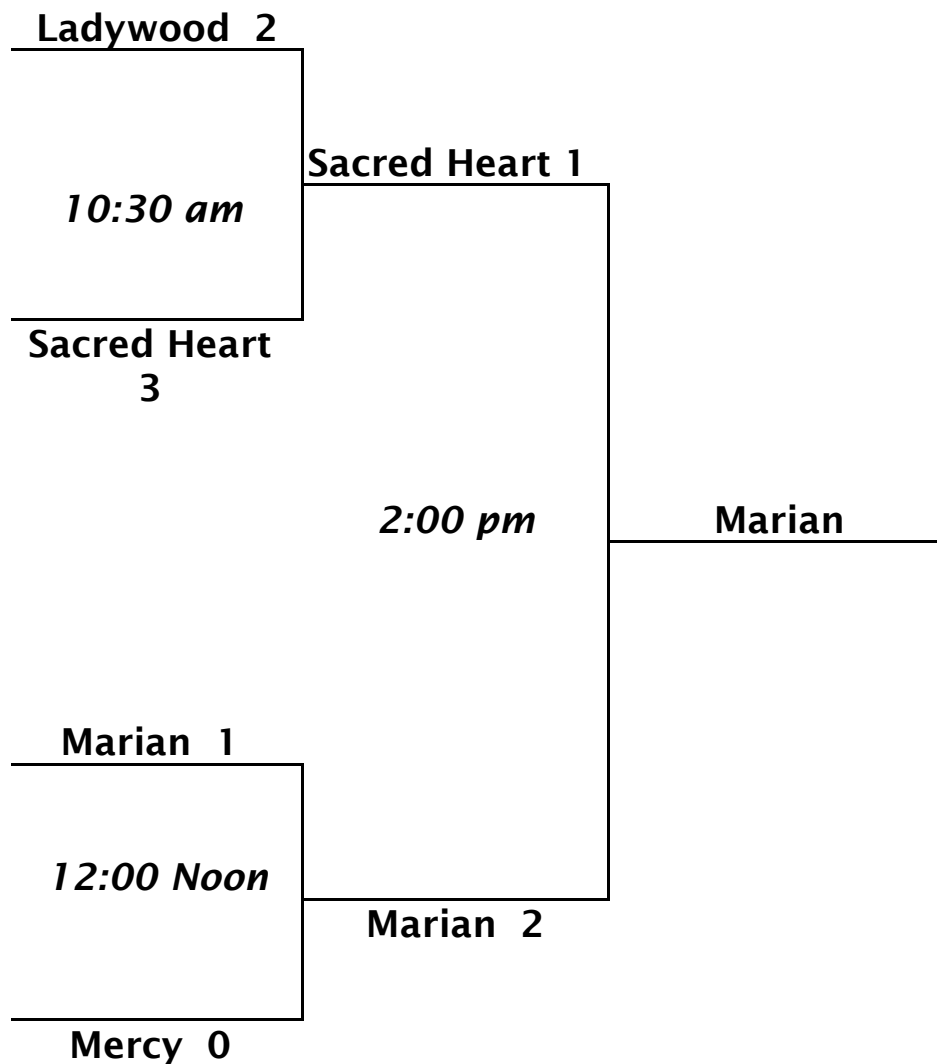 Ladywood 2
Sacred Heart 1
10:30 am
Sacred Heart
3
2:00 pm
Marian
Marian 1
12:00 Noon
Marian 2
Mercy 0